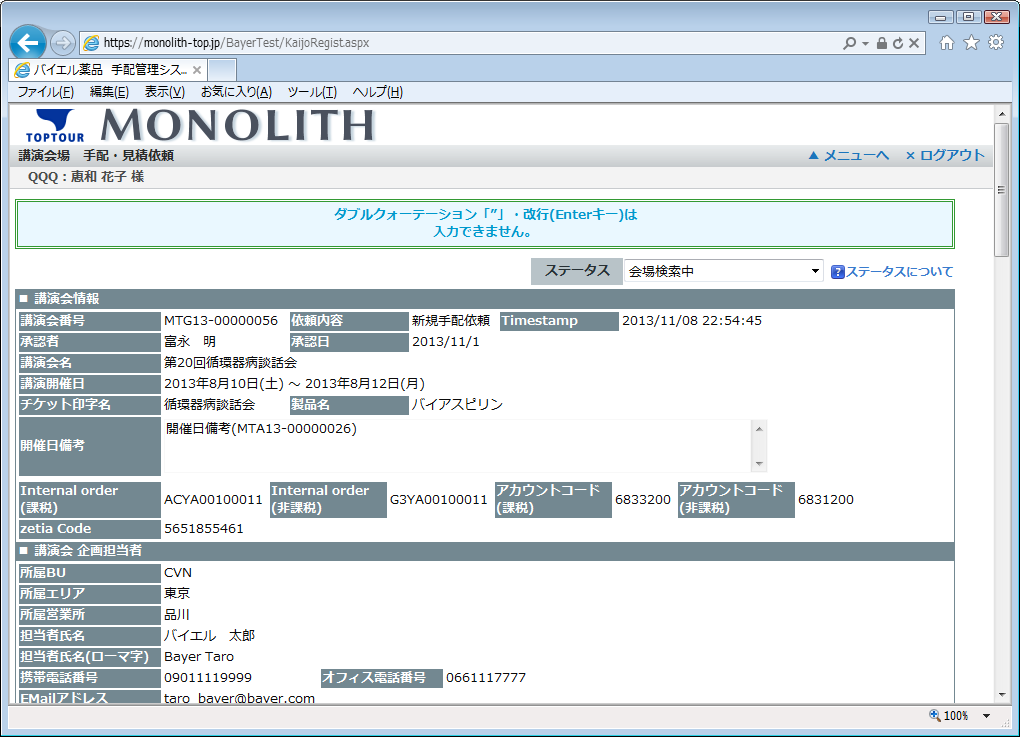 https://monolith-top.jp/BayerTest/KaijoRegist.aspx
バイエル薬品 手配管理シス...
ファイル(F) 編集(E) 表示(V) お気に入り(A) ツール(T) ヘルプ(H)
TOPTOUR MONOLITH
講演会場 手配・見積依頼 ▲ メニューへ × ログアウト
QQQ：恵和 花子 様
ダブルクォーテーション「"」・改行(Enterキー)は
入力できません。
ステータス 会場検索中 ? ステータスについて
■ 講演会情報
講演会番号 MTG13-00000056 依頼内容 新規手配依頼 Timestamp 2013/11/08 22:54:45
承認者 富永 明 承認日 2013/11/1
講演会名 第20回循環器病談話会
講演開催日 2013年8月10日(土) ～ 2013年8月12日(月)
チケット印字名 循環器病談話会 製品名 バイアスピリン
開催日備考 開催日備考(MTA13-00000026)
Internal order (課税) ACYA00100011 Internal order (非課税) G3YA00100011 アカウントコード (課税) 6833200 アカウントコード (非課税) 6831200
zetia Code 5651855461
■ 講演会 企画担当者
所属BU CVN
所属エリア 東京
所属営業所 品川
担当者氏名 バイエル 太郎
担当者氏名(ローマ字) Bayer Taro
携帯電話番号 09011119999 オフィス電話番号 0661117777
EMailアドレス taro_bayer@bayer.com
100%